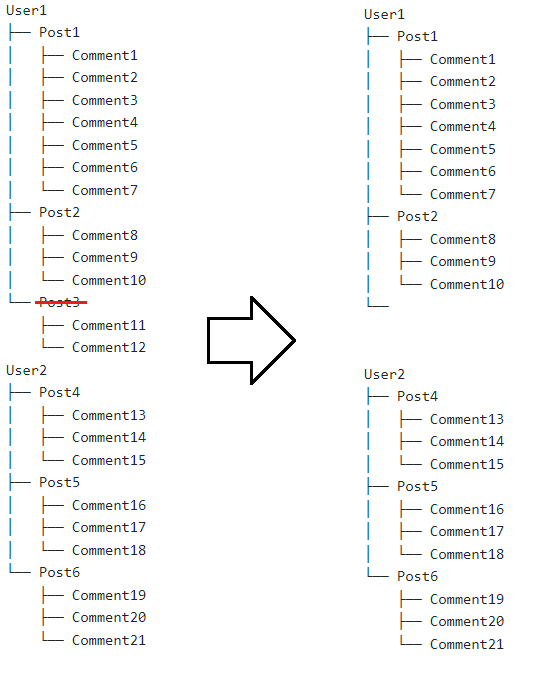 User1
├── Post1
│   ├── Comment1
│   ├── Comment2
│   ├── Comment3
│   ├── Comment4
│   ├── Comment5
│   ├── Comment6
│   └── Comment7
├── Post2
│   ├── Comment8
│   ├── Comment9
│   └── Comment10
└── Post3
    ├── Comment11
    └── Comment12
User2
├── Post4
│   ├── Comment13
│   ├── Comment14
│   └── Comment15
├── Post5
│   ├── Comment16
│   ├── Comment17
│   └── Comment18
└── Post6
    ├── Comment19
    ├── Comment20
    └── Comment21
User1
├── Post1
│   ├── Comment1
│   ├── Comment2
│   ├── Comment3
│   ├── Comment4
│   ├── Comment5
│   ├── Comment6
│   └── Comment7
├── Post2
│   ├── Comment8
│   ├── Comment9
│   └── Comment10
└──
User2
├── Post4
│   ├── Comment13
│   ├── Comment14
│   └── Comment15
├── Post5
│   ├── Comment16
│   ├── Comment17
│   └── Comment18
└── Post6
    ├── Comment19
    ├── Comment20
    └── Comment21